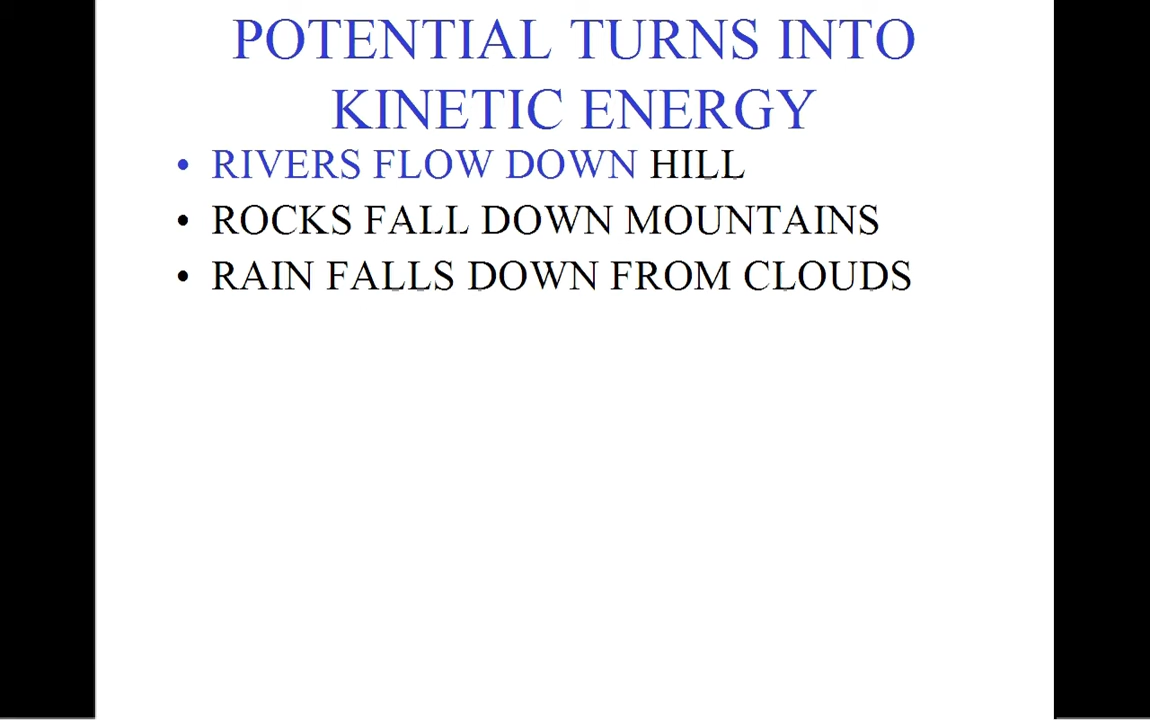 POTENTIAL TURNS INTO
KINETIC ENERGY
• RIVERS FLOW DOWN HILL
• ROCKS FALL DOWN MOUNTAINS
• RAIN FALLS DOWN FROM CLOUDS